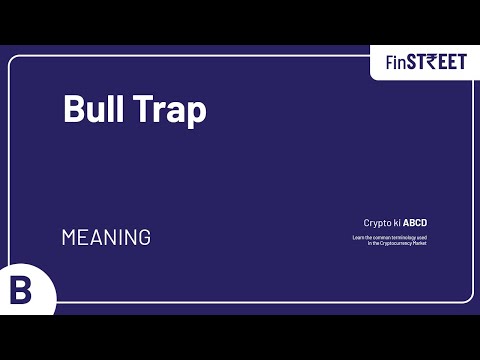 FinSTREET
Bull Trap
Crypto ki ABCD
MEANING
Learn the common terminology used
In the Cryptocurrency Market
B